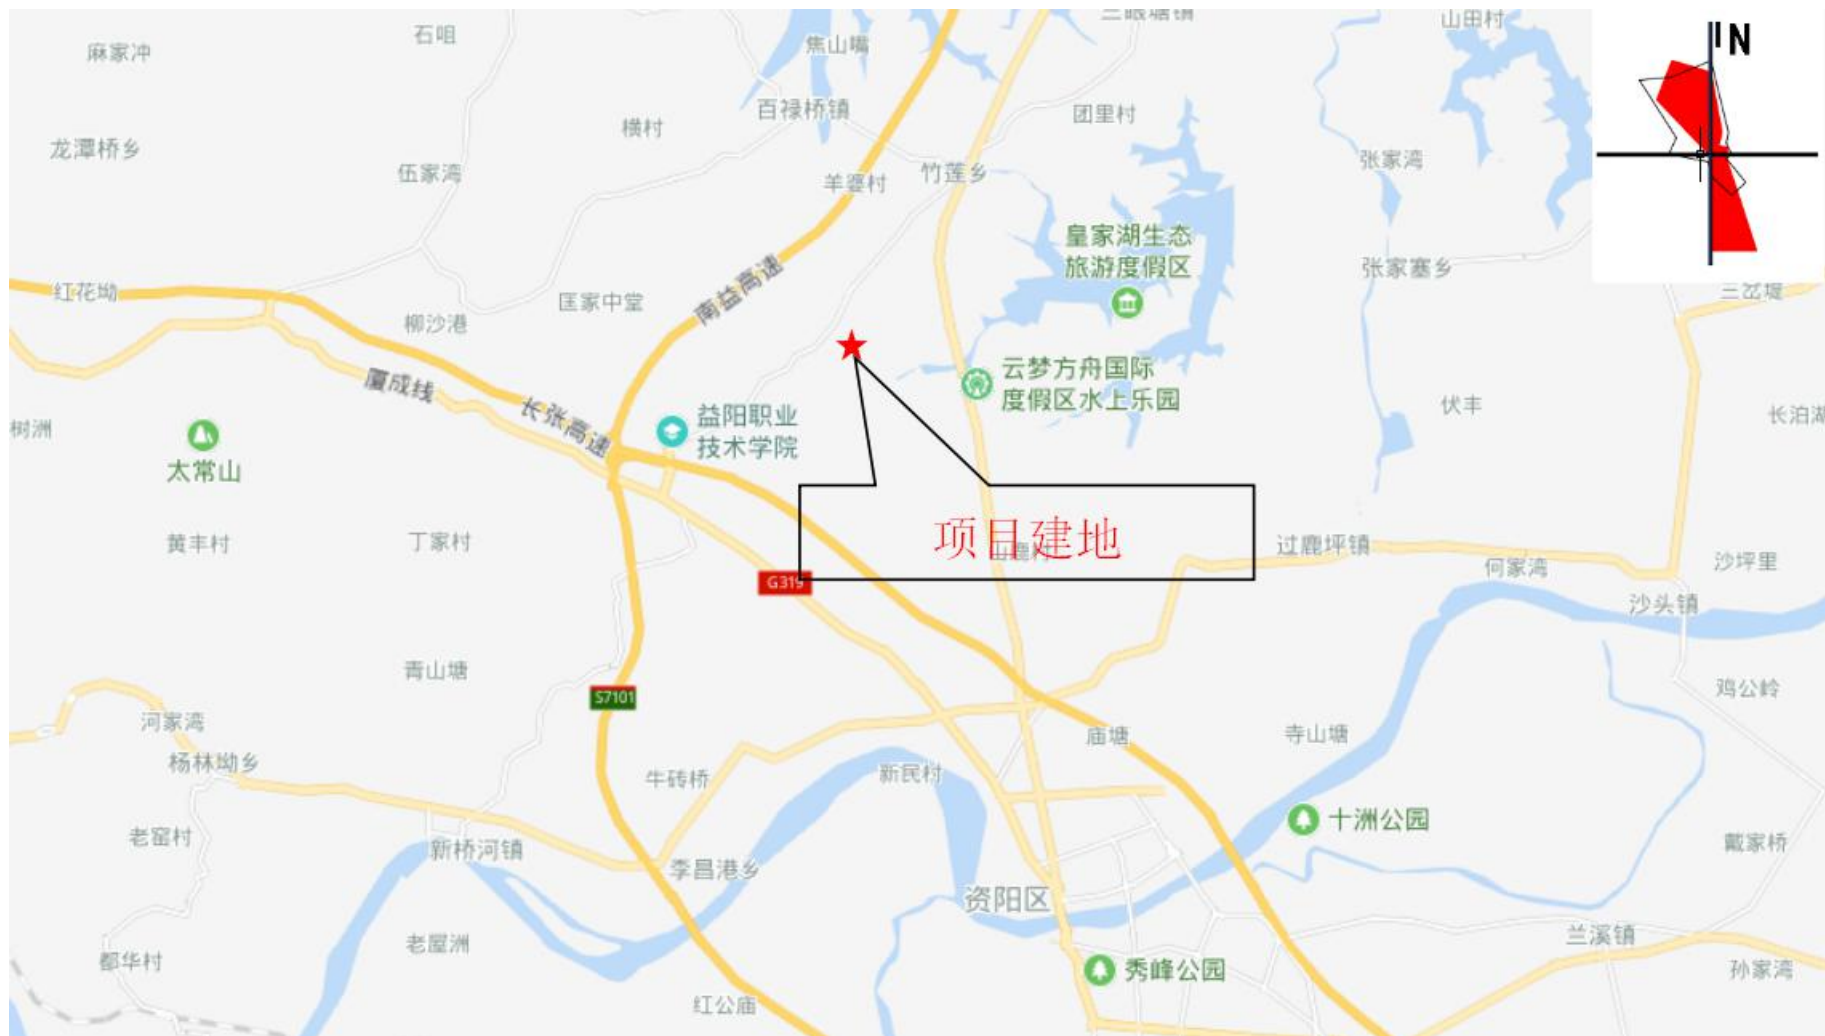 石咀
山田村
麻家冲
焦山嘴
N
百禄桥镇
团里村
横村
龙潭桥乡
张家湾
伍家湾
竹莲乡
羊婆村
皇家湖生态
旅游度假区
张家塞乡
南益高速
红花坳
匡家中堂
三岔堤
柳沙港
厦成线
云梦方舟国际
度假区水上乐园
长张高速
益阳职业
技术学院
伏丰
长泊湖
树洲
太常山
项目建地
黄丰村
丁家村
过鹿坪镇
何家湾
沙坪里
G319
沙头镇
青山塘
S7101
鸡公岭
河家湾
庙塘
寺山塘
杨林坳乡
牛砖桥
新民村
十洲公园
老窑村
新桥河镇
戴家桥
李昌港乡
资阳区
老屋洲
兰溪镇
都华村
秀峰公园
孙家湾
红公庙